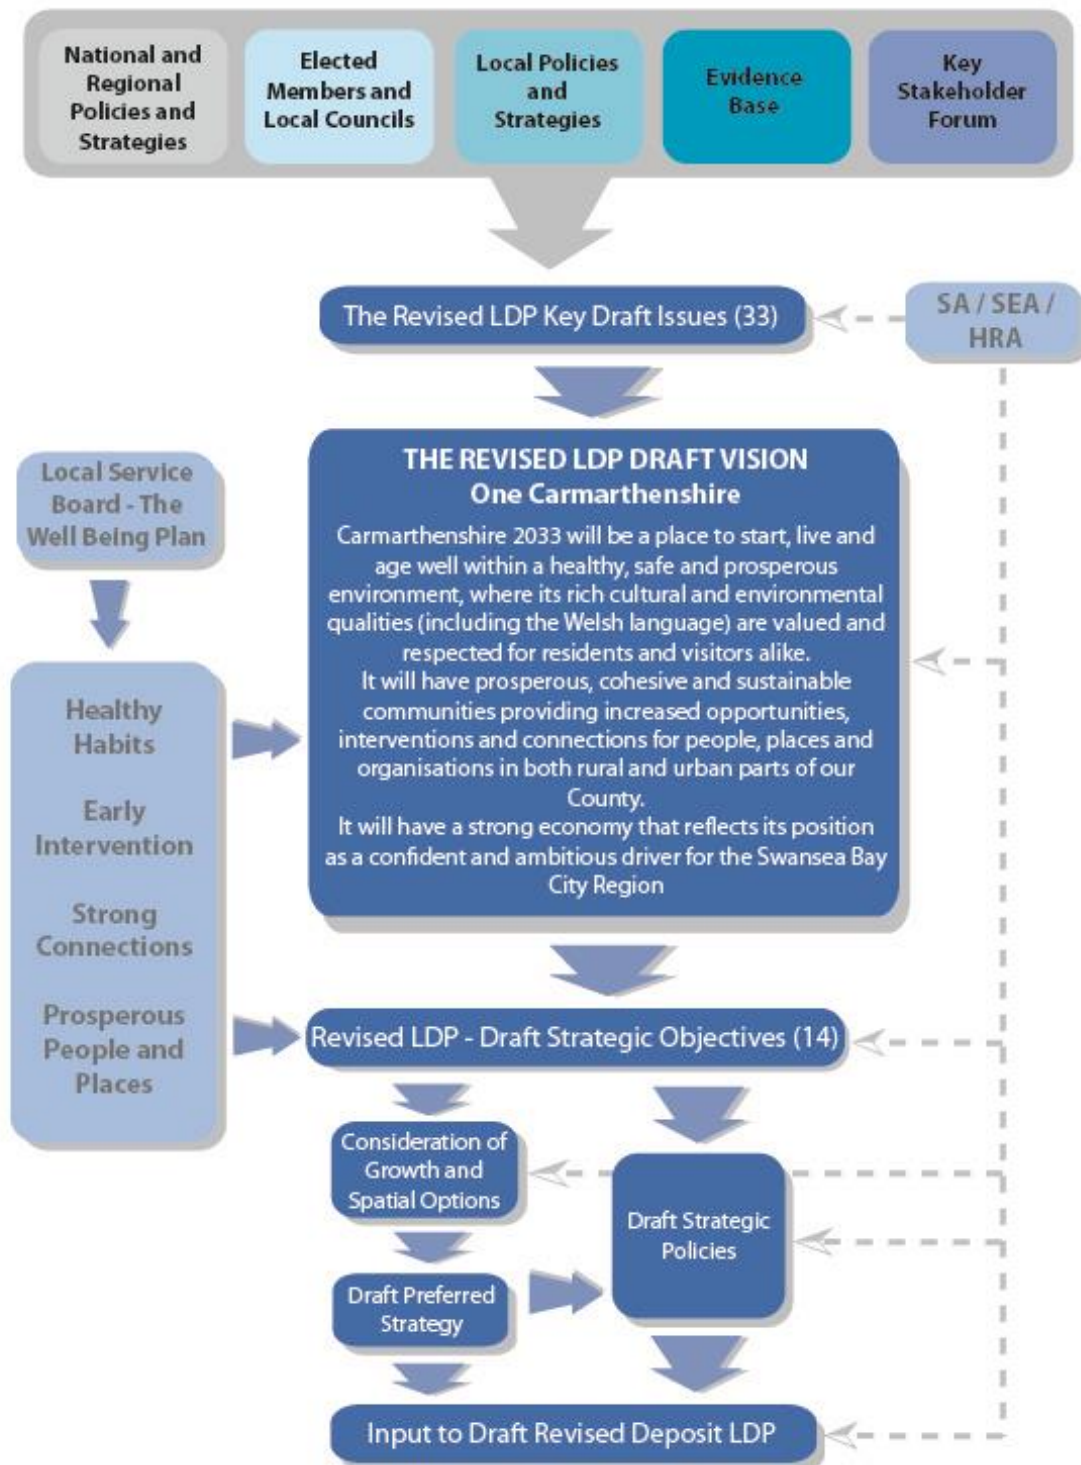 National and
Regional
Policies and
Strategies
Elected
Members and
Local Councils
Local Policies
and
Strategies
Evidence
Base
Key
Stakeholder
Forum
The Revised LDP Key Draft Issues (33)
SA / SEA /
HRA
Local Service
Board - The
Well Being Plan
THE REVISED LDP DRAFT VISION
One Carmarthenshire
Carmarthenshire 2033 will be a place to start, live and
age well within a healthy, safe and prosperous
environment, where its rich cultural and environmental
qualities (including the Welsh language) are valued and
respected for residents and visitors alike.
It will have prosperous, cohesive and sustainable
communities providing increased opportunities,
interventions and connections for people, places and
organisations in both rural and urban parts of our
County.
It will have a strong economy that reflects its position
as a confident and ambitious driver for the Swansea Bay
City Region
Healthy
Habits
Early
Intervention
Strong
Connections
Prosperous
People and
Places
Revised LDP - Draft Strategic Objectives (14)
Consideration of
Growth and
Spatial Options
Draft Strategic
Policies
Draft Preferred
Strategy
Input to Draft Revised Deposit LDP